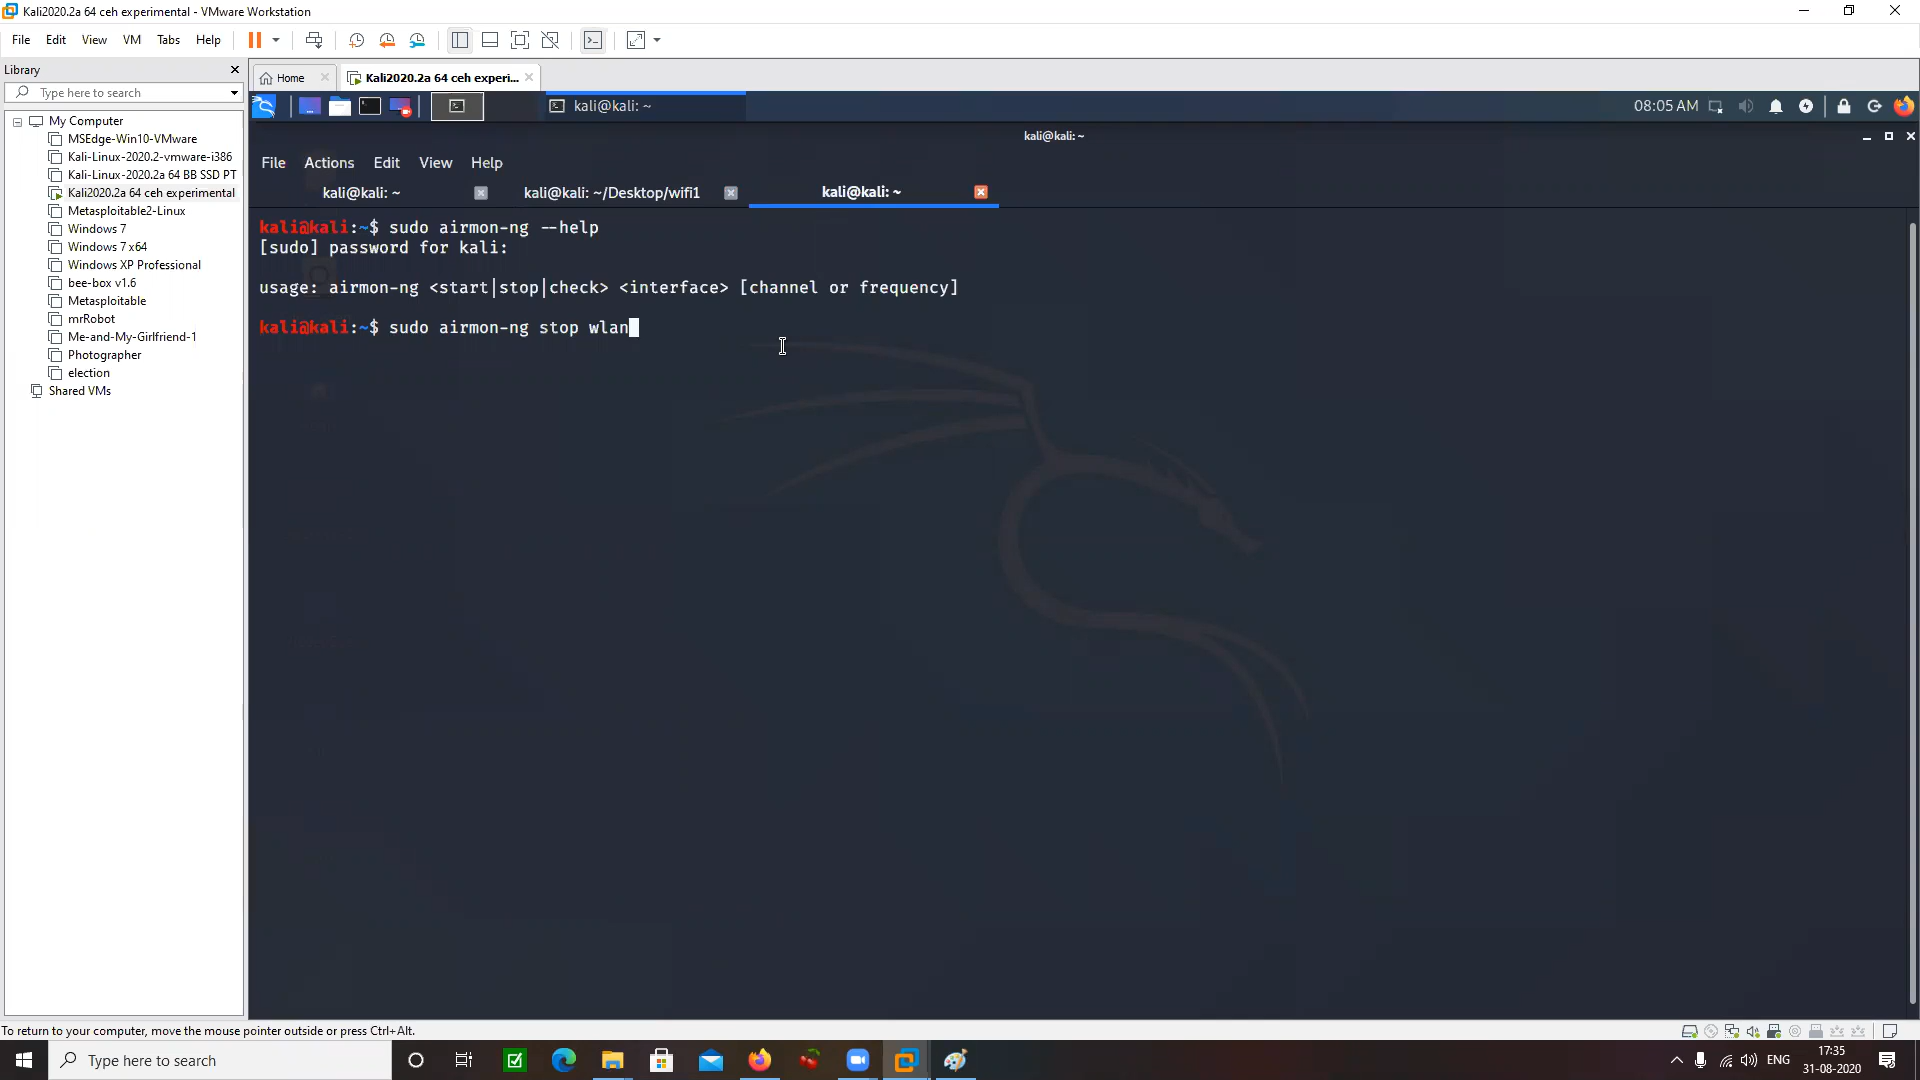 Kali2020.2a 64 ceh experimental - VMware Workstation
File Edit View VM Tabs Help
Library
Type here to search
My Computer
MSEdge-Win10-VMware
Kali-Linux-2020.2-vmware-i386
Kali-Linux-2020.2a 64 BB SSD PT
Kali2020.2a 64 ceh experimental
Metasploitable2-Linux
Windows 7
Windows 7 x64
Windows XP Professional
bee-box v1.6
Metasploitable
mrRobot
Me-and-My-Girlfriend-1
Photographer
election
Shared VMs
Home Kali2020.2a 64 ceh experi...
kali@kali: ~ 08:05 AM
kali@kali: ~
File Actions Edit View Help
kali@kali: ~ kali@kali: ~/Desktop/wifi1 kali@kali: ~
kali@kali:~$ sudo airmon-ng --help
[sudo] password for kali:
usage: airmon-ng <start|stop|check> <interface> [channel or frequency]
kali@kali:~$ sudo airmon-ng stop wlan
To return to your computer, move the mouse pointer outside or press Ctrl+Alt.
Type here to search
ENG
17:35
31-08-2020